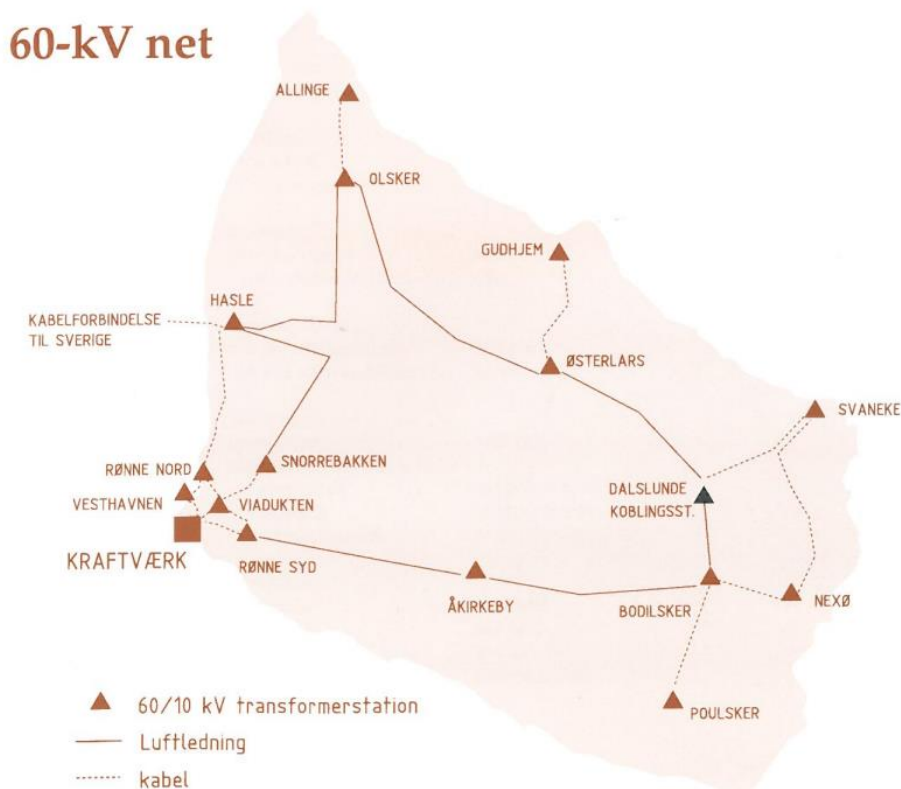 60-kV net
ALLINGE
OLSKER
GUDHJEM
HASLE
KABELFORBINDELSE
TIL SVERIGE
ØSTERLARS
SVANEKE
SNORREBAKKEN
RØNNE NORD
DALSLUNDE
KOBLINGSST.
VESTHAVNEN
VIADUKTEN
KRAFTVÆRK
RØNNE SYD
ÅKIRKEBY
BODILSKER
NEXØ
POULSKER
60/10 kV transformerstation
Luftledning
kabel